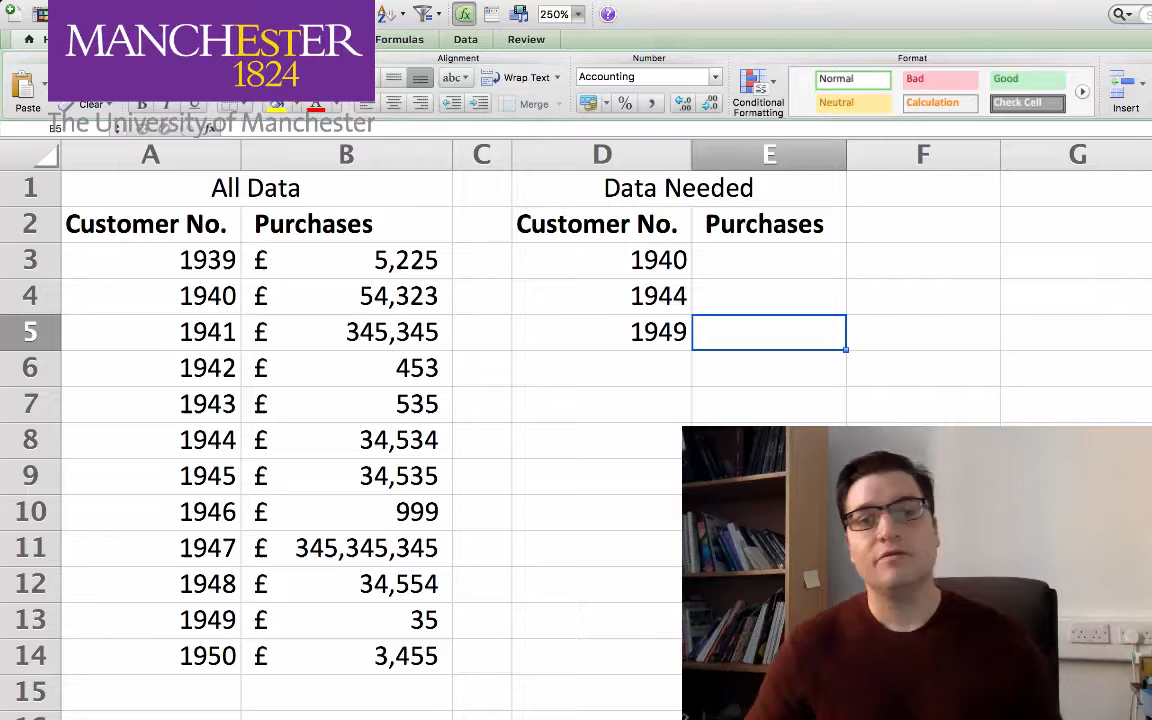 MANCHESTER
1824
The University of Manchester
250%
Formulas Data Review
Alignment Number Format
Paste Clear abc Wrap Text Merge
Accounting
%
Conditional
Formatting
Normal Bad Good
Neutral Calculation Check Cell
Insert
E5 fx
A B C D E F G
1 All Data Data Needed
2 Customer No. Purchases Customer No. Purchases
3 1939 £ 5,225 1940
4 1940 £ 54,323 1944
5 1941 £ 345,345 1949
6 1942 £ 453
7 1943 £ 535
8 1944 £ 34,534
9 1945 £ 34,535
10 1946 £ 999
11 1947 £ 345,345,345
12 1948 £ 34,554
13 1949 £ 35
14 1950 £ 3,455
15